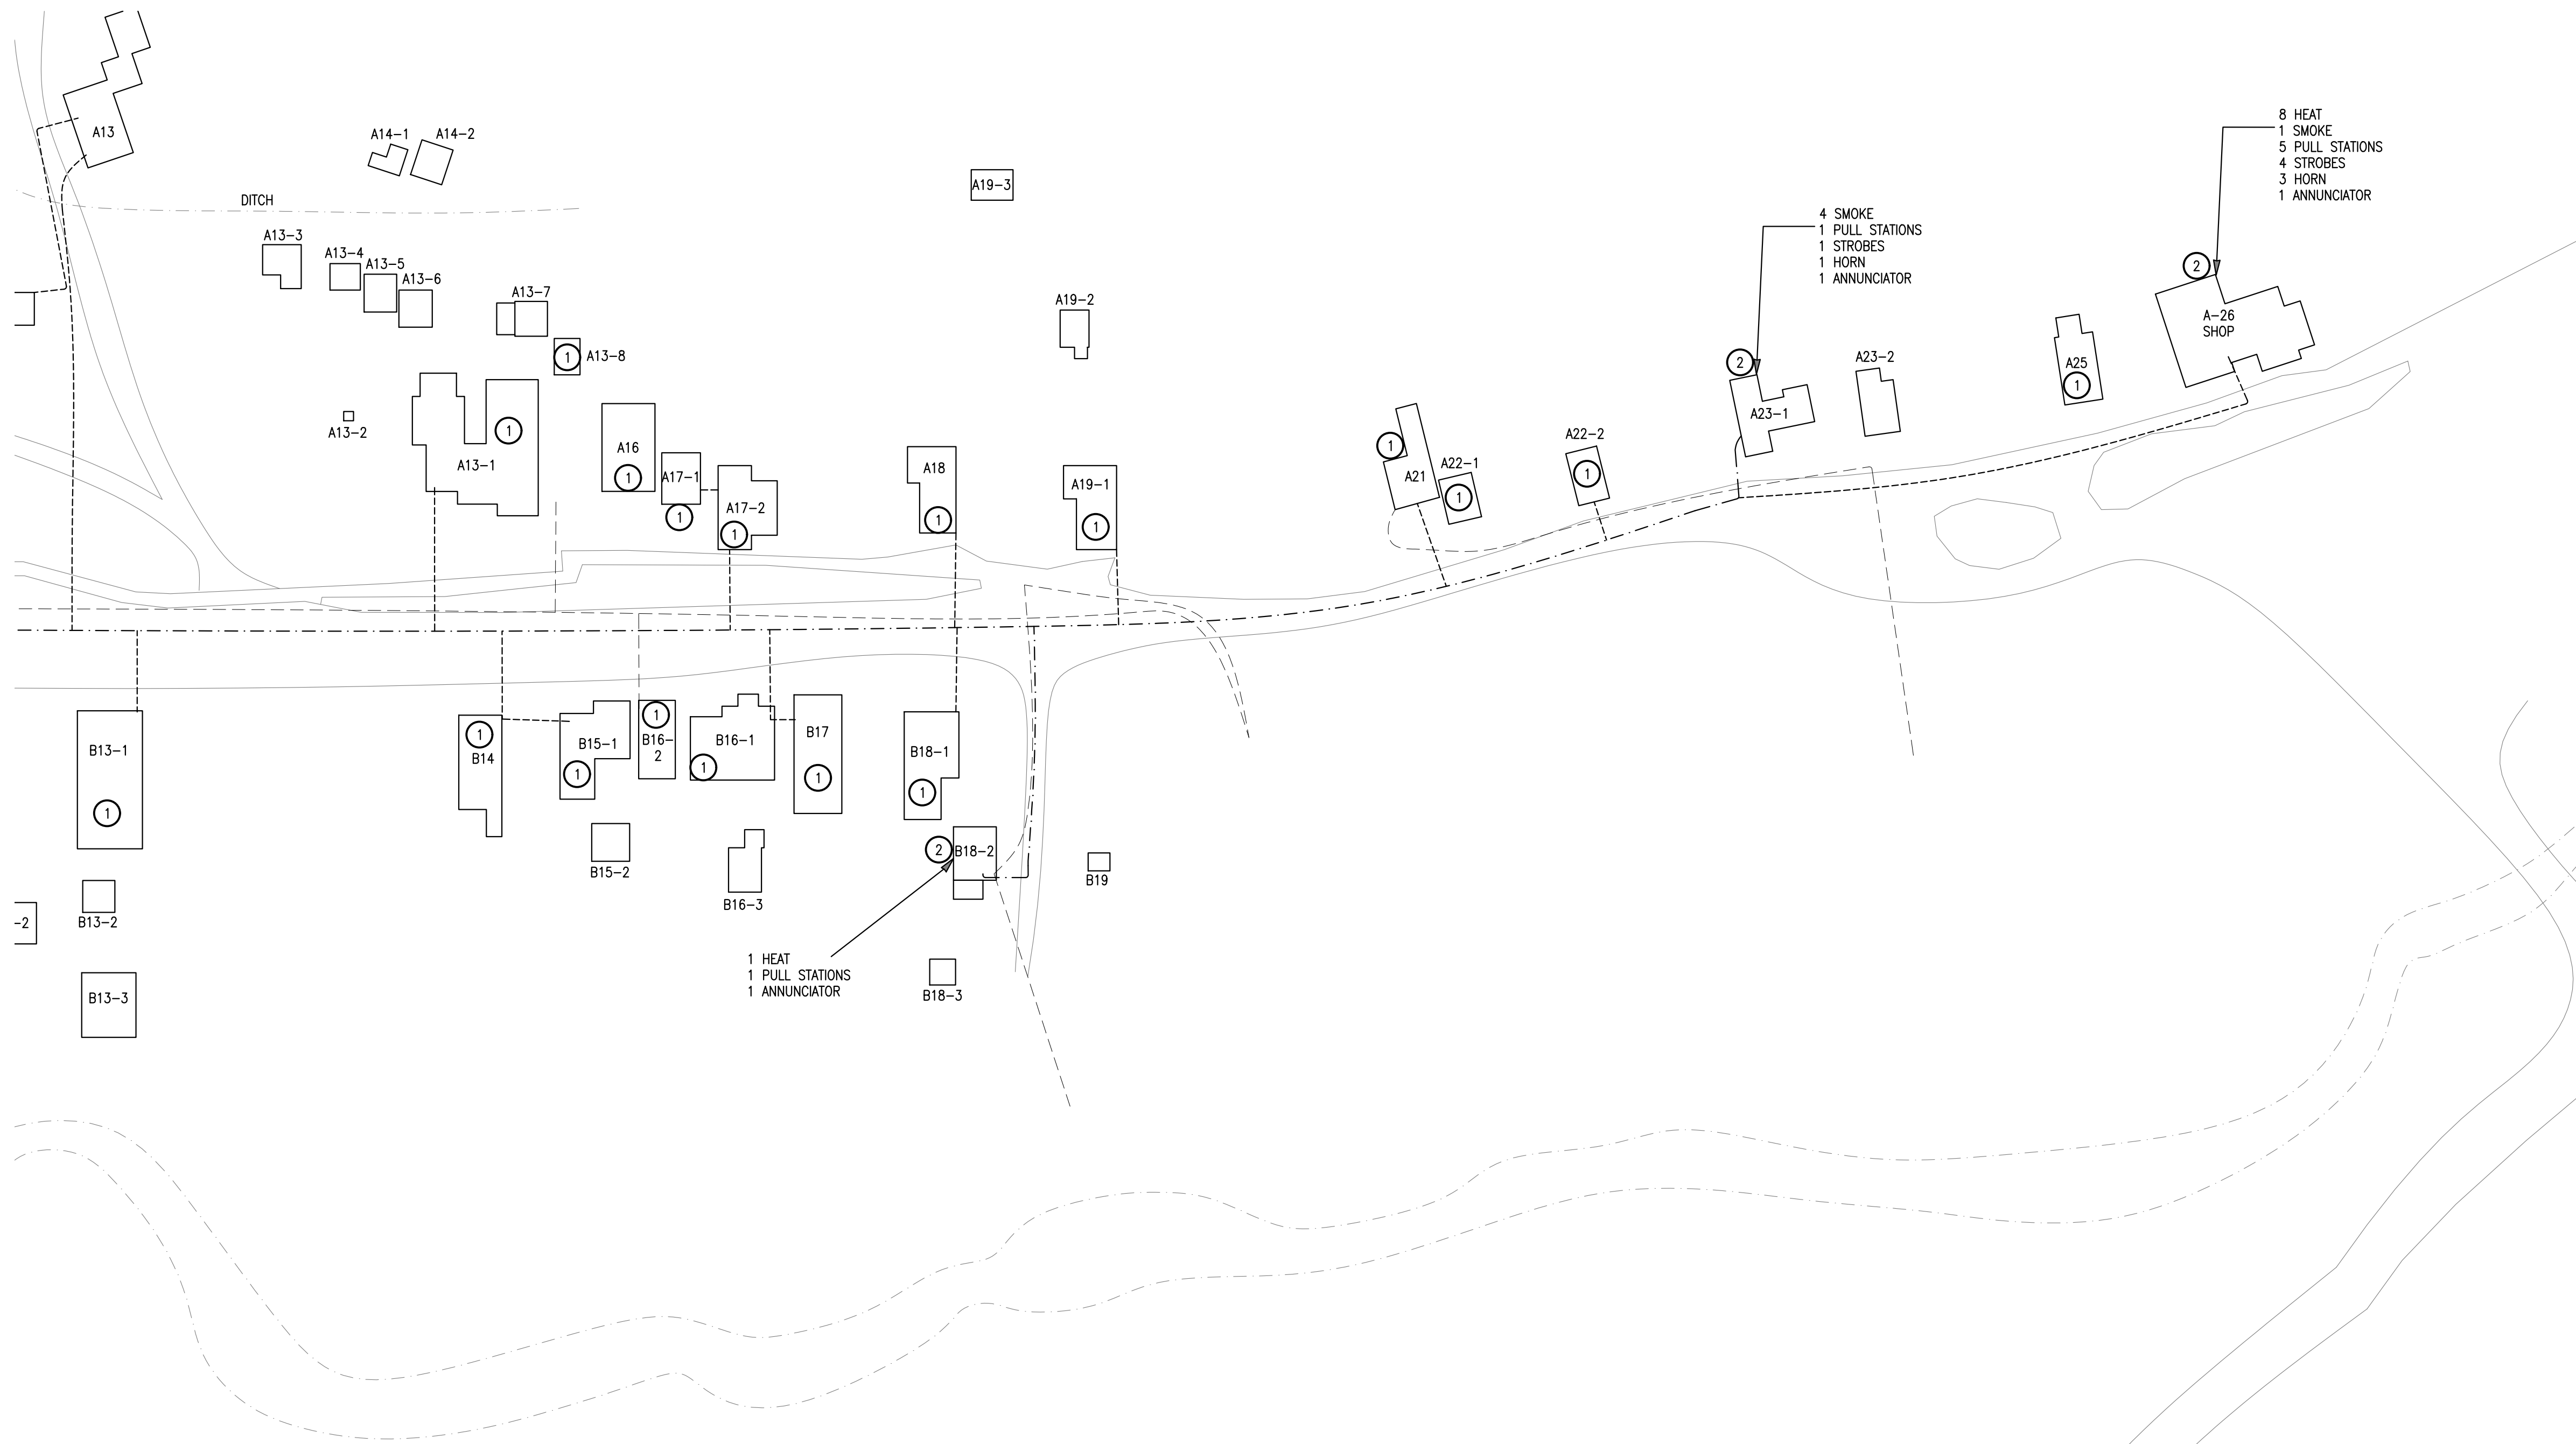 8 HEAT
1 SMOKE
5 PULL STATIONS
4 STROBES
3 HORN
1 ANNUNCIATOR
A13
A14-1
A14-2
A19-3
DITCH
4 SMOKE
1 PULL STATIONS
1 STROBES
1 HORN
1 ANNUNCIATOR
A13-3
A13-4
A13-5
A13-6
A13-7
1
A13-8
A19-2
2
A-26
SHOP
2
A23-1
A23-2
A25
1
A13-2
1
A13-1
A16
1
A17-1
1
A17-2
1
A18
1
A19-1
1
1
A21
A22-1
1
A22-2
1
B13-1
1
1
B14
B15-1
1
1
B16-
2
B16-1
1
B17
1
B18-1
1
2
B18-2
B19
B15-2
B16-3
-2
B13-2
B13-3
1 HEAT
1 PULL STATIONS
1 ANNUNCIATOR
B18-3